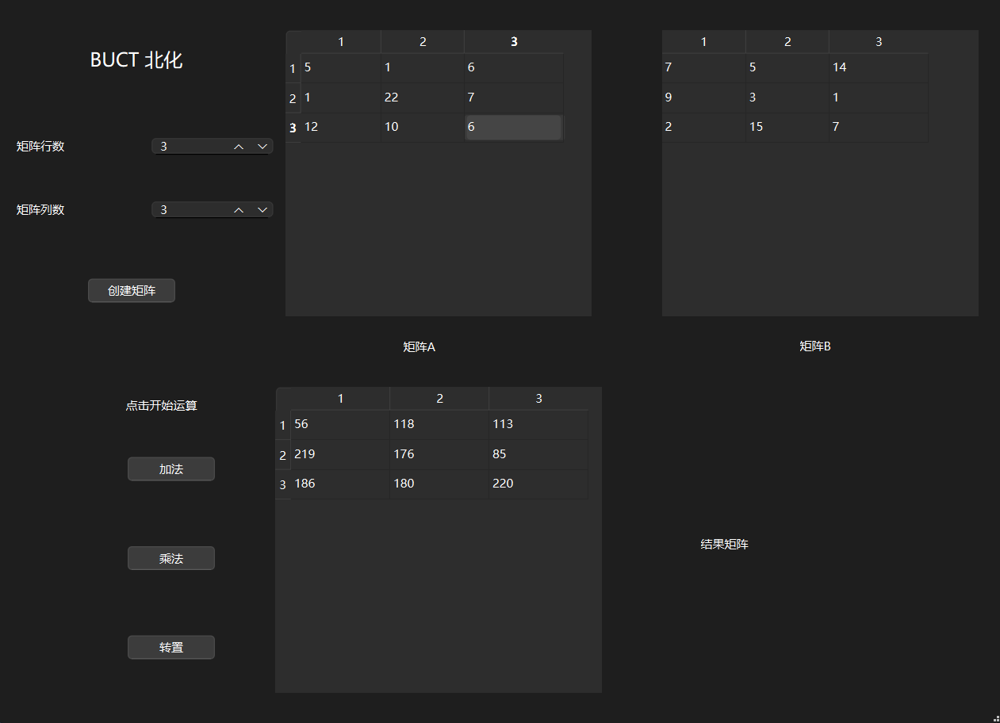 BUCT 北化
矩阵行数 3
矩阵列数 3
创建矩阵
1 2 3
1 5 1 6
2 1 22 7
3 12 10 6
矩阵A
1 2 3
7 5 14
9 3 1
2 15 7
矩阵B
点击开始运算
加法
乘法
转置
1 2 3
1 56 118 113
2 219 176 85
3 186 180 220
结果矩阵